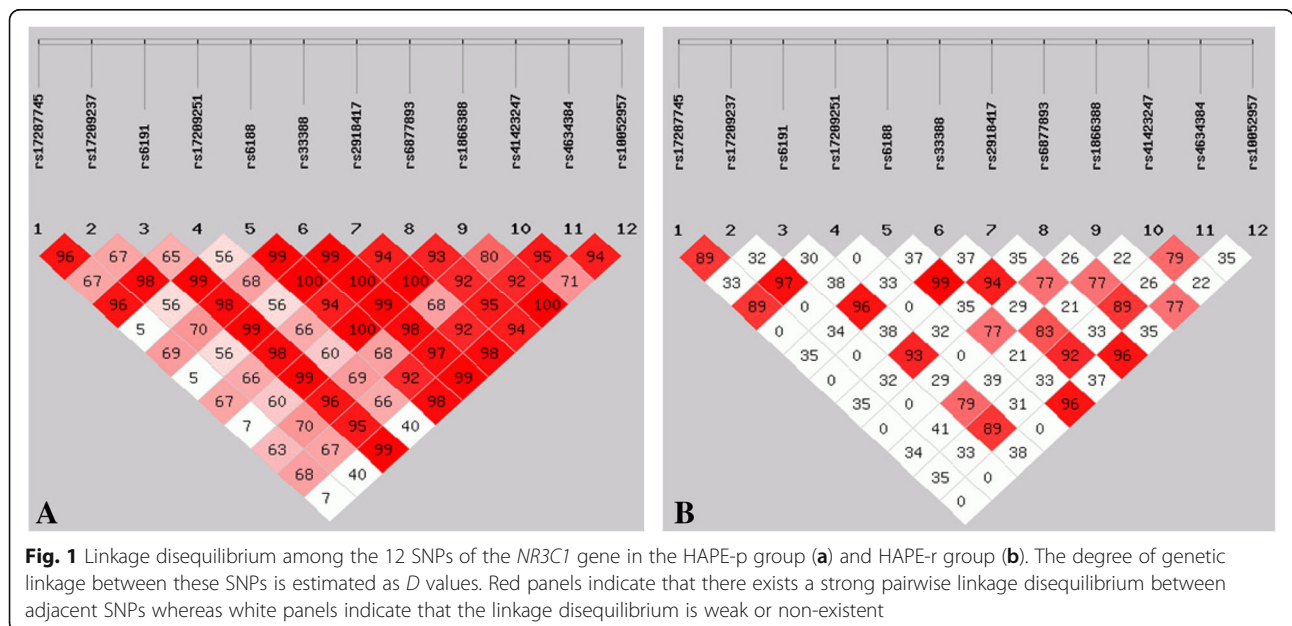 rs17287745 rs17209237 rs6191 rs17209251 rs6188 rs33388 rs2918417 rs6877893 rs1866388 rs41423247 rs4634384 rs10052957
1 2 3 4 5 6 7 8 9 10 11 12
96 67 65 56 99 99 94 93 80 95 94
67 98 99 68 100 100 100 92 92 71
96 56 98 56 94 99 68 95 100
5 70 99 66 100 98 92 94
69 56 98 60 68 97 98
5 66 99 69 92 99
67 60 96 66 98
7 70 95 40
63 67 99
68 40
7
A
rs17287745 rs17209237 rs6191 rs17209251 rs6188 rs33388 rs2918417 rs6877893 rs1866388 rs41423247 rs4634384 rs10052957
1 2 3 4 5 6 7 8 9 10 11 12
89 32 30 0 37 37 35 26 22 79 35
33 97 38 33 99 94 77 77 26 22
89 96 0 35 29 21 89 77
0 34 38 32 77 83 33 35
35 0 93 0 21 92 96
0 32 29 39 33 37
35 0 79 31 96
0 41 89 0
34 33 38
35 0
0
B
Fig. 1 Linkage disequilibrium among the 12 SNPs of the NR3C1 gene in the HAPE-p group (a) and HAPE-r group (b). The degree of genetic
linkage between these SNPs is estimated as D values. Red panels indicate that there exists a strong pairwise linkage disequilibrium between
adjacent SNPs whereas white panels indicate that the linkage disequilibrium is weak or non-existent